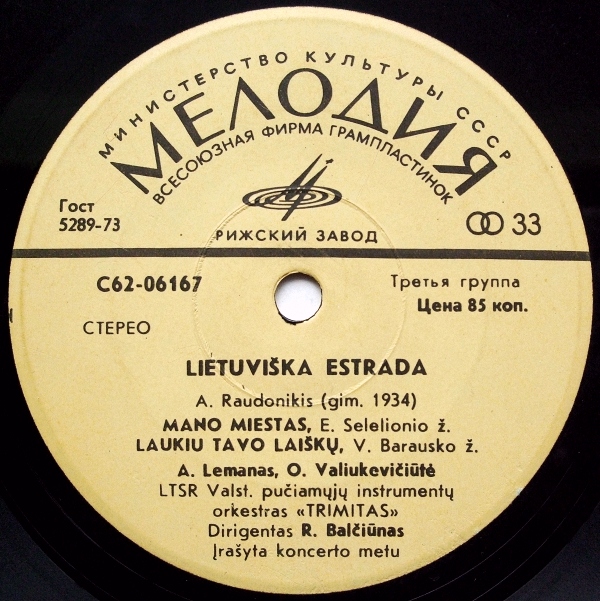 МИНИСТЕРСТВО КУЛЬТУРЫ СССР
МЕЛОДИЯ
ВСЕСОЮЗНАЯ ФИРМА ГРАМПЛАСТИНОК
Гост
5289-73
33
РИЖСКИЙ ЗАВОД
С62-06167
Третья группа
Цена 85 коп.
СТЕРЕО
LIETUVIŠKA ESTRADA
A. Raudonikis (gim. 1934)
MANO MIESTAS, E. Selelionio ž.
LAUKIU TAVO LAIŠKŲ, V. Barausko ž.
A. Lemanas, O. Valiukevičiūtė
LTSR Valst. pučiamųjų instrumentų
orkestras «TRIMITAS»
Dirigentas R. Balčiūnas
Įrašyta koncerto metu